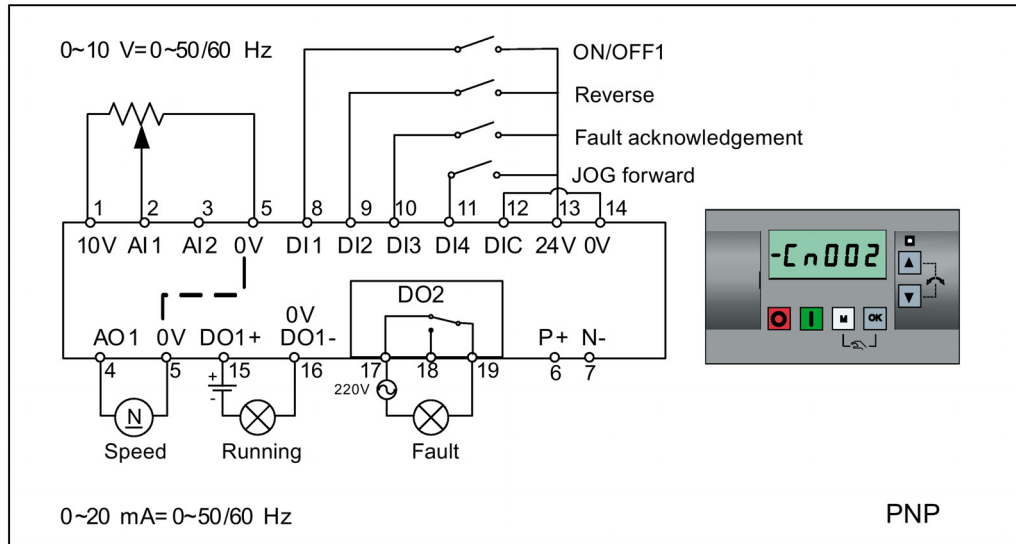 0~10 V=0~50/60 Hz
ON/OFF1
Reverse
Fault acknowledgement
JOG forward
1 2 3 5 8 9 10 11 12 13 14
10V AI1 AI2 0V DI1 DI2 DI3 DI4 DIC 24V 0V
-Cn002
DO2
0V
AO1 0V DO1+ DO1- P+ N-
4 5 15 16 17 18 19 6 7
+
-
220V
M OK
N
Speed Running Fault
0~20 mA=0~50/60 Hz
PNP